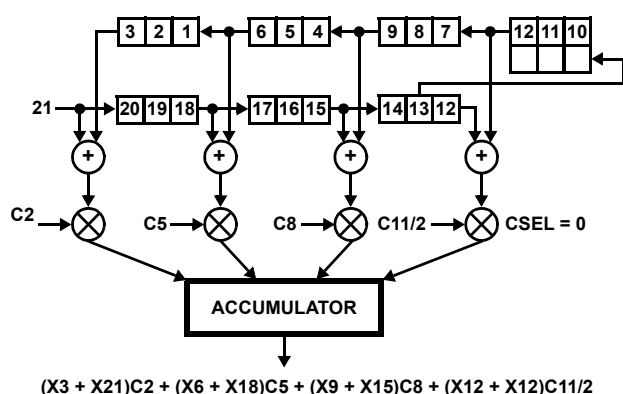 3 2 1 6 5 4 9 8 7 12 11 10
21 20 19 18 17 16 15 14 13 12
+ + + +
C2 C5 C8 C11/2 CSEL = 0
ACCUMULATOR
(X3 + X21)C2 + (X6 + X18)C5 + (X9 + X15)C8 + (X12 + X12)C11/2